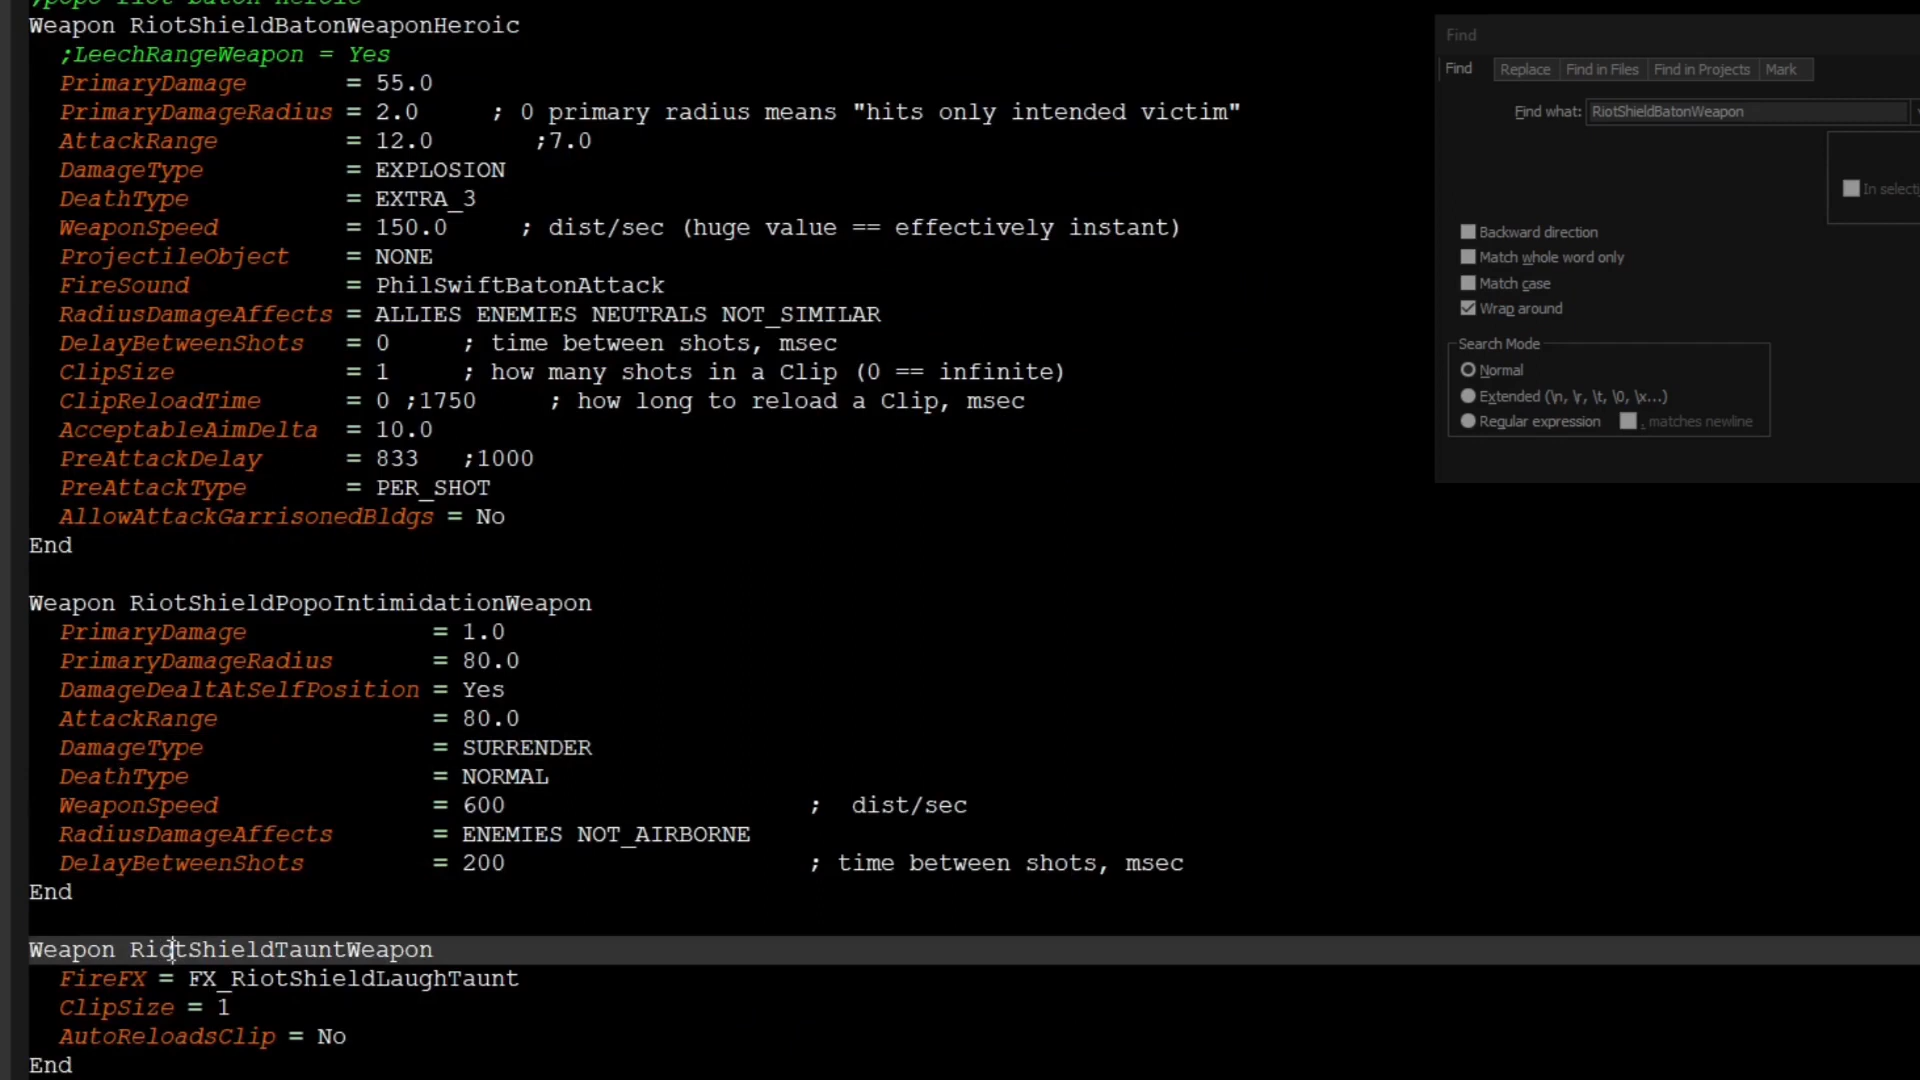 ;popo riot baton heroic
Weapon RiotShieldBatonWeaponHeroic
;LeechRangeWeapon = Yes
PrimaryDamage = 55.0
PrimaryDamageRadius = 2.0 ; 0 primary radius means "hits only intended victim"
AttackRange = 12.0 ;7.0
DamageType = EXPLOSION
DeathType = EXTRA_3
WeaponSpeed = 150.0 ; dist/sec (huge value == effectively instant)
ProjectileObject = NONE
FireSound = PhilSwiftBatonAttack
RadiusDamageAffects = ALLIES ENEMIES NEUTRALS NOT_SIMILAR
DelayBetweenShots = 0 ; time between shots, msec
ClipSize = 1 ; how many shots in a Clip (0 == infinite)
ClipReloadTime = 0 ;1750 ; how long to reload a Clip, msec
AcceptableAimDelta = 10.0
PreAttackDelay = 833 ;1000
PreAttackType = PER_SHOT
AllowAttackGarrisonedBldgs = No
End
Weapon RiotShieldPopoIntimidationWeapon
PrimaryDamage = 1.0
PrimaryDamageRadius = 80.0
DamageDealtAtSelfPosition = Yes
AttackRange = 80.0
DamageType = SURRENDER
DeathType = NORMAL
WeaponSpeed = 600 ; dist/sec
RadiusDamageAffects = ENEMIES NOT_AIRBORNE
DelayBetweenShots = 200 ; time between shots, msec
End
Weapon RiotShieldTauntWeapon
FireFX = FX_RiotShieldLaughTaunt
ClipSize = 1
AutoReloadsClip = No
End
Find
Find Replace Find in Files Find in Projects Mark
Find what: RiotShieldBatonWeapon
In selecti
Backward direction
Match whole word only
Match case
Wrap around
Search Mode
Normal
Extended (\n, \r, \t, \0, \x...)
Regular expression . matches newline